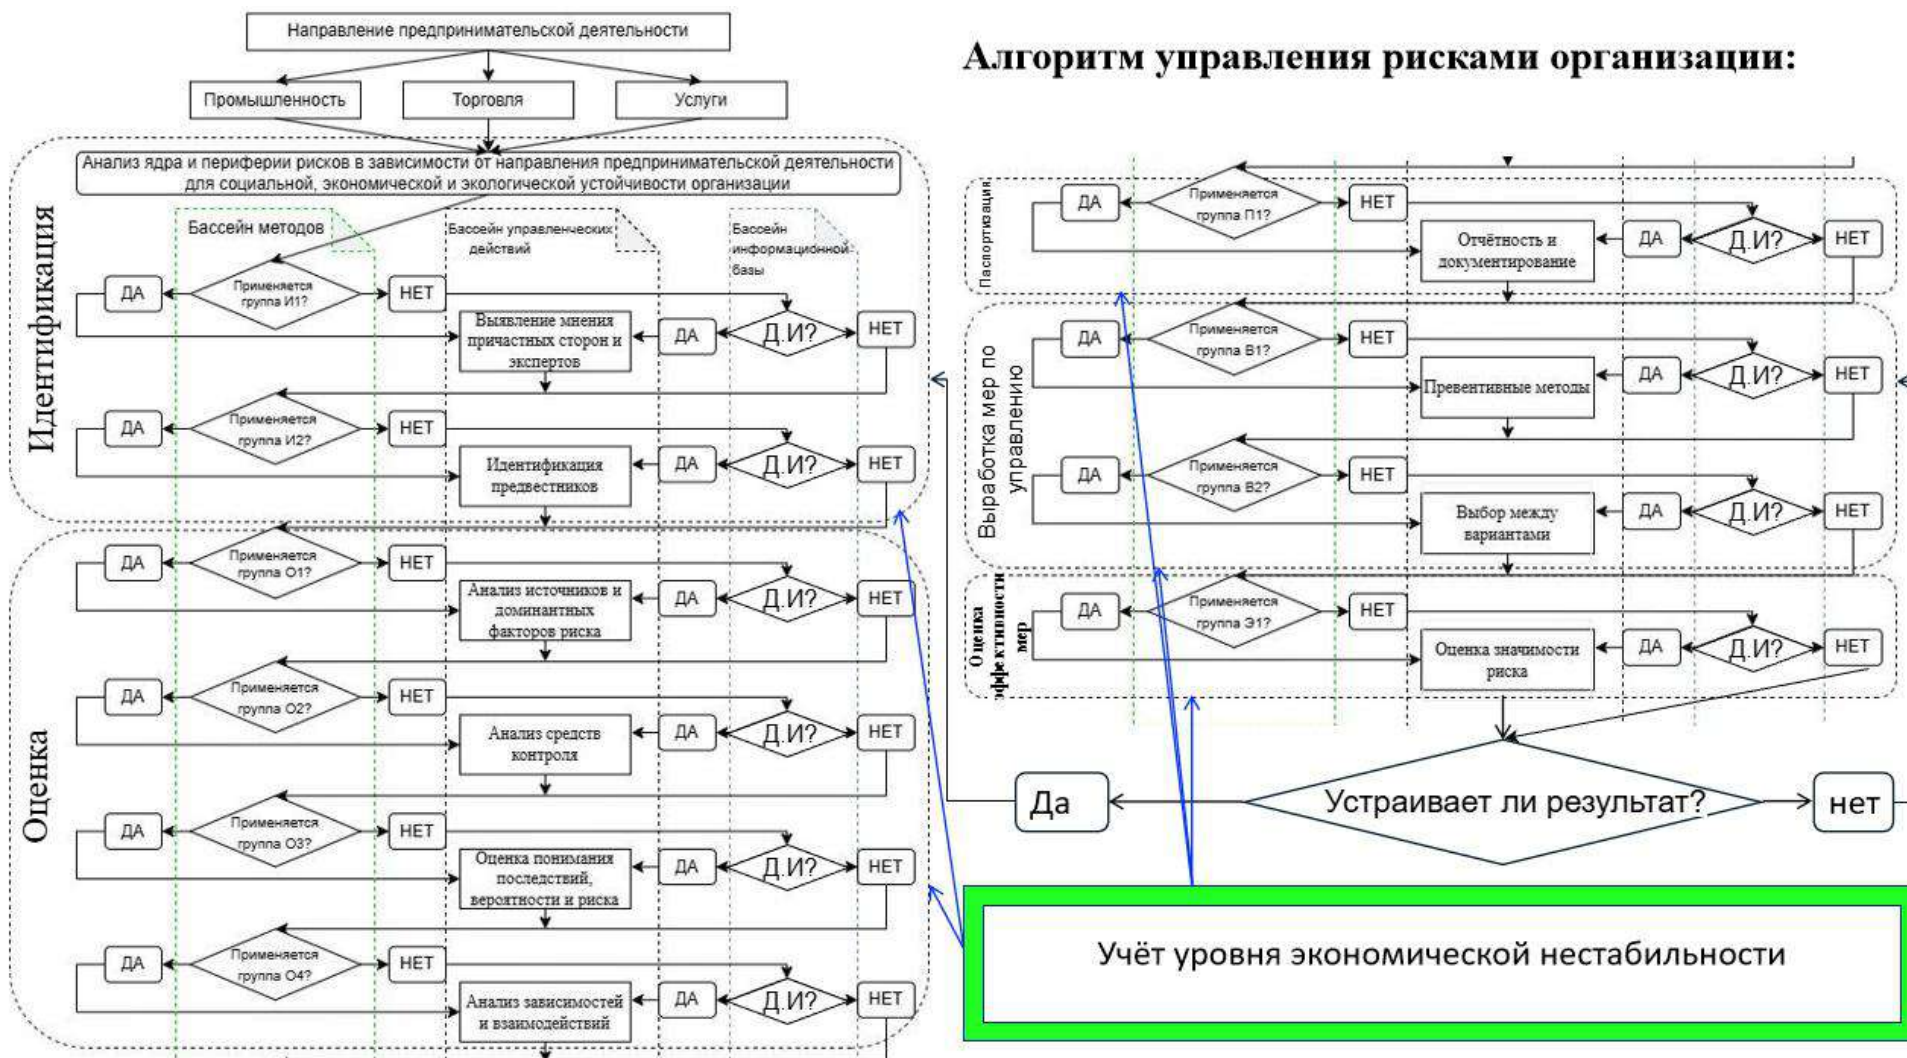 Направление предпринимательской деятельности
Промышленность
Торговля
Услуги
Анализ ядра и периферии рисков в зависимости от направления предпринимательской деятельности
для социальной, экономической и экологической устойчивости организации
Идентификация
Бассейн методов
Бассейн управленческих
действий
Бассейн
информационной
базы
ДА
Применяется
группа И1?
НЕТ
Выявление мнения
причастных сторон и
экспертов
ДА
Д.И?
НЕТ
ДА
Применяется
группа И2?
НЕТ
Идентификация
предвестников
ДА
Д.И?
НЕТ
Оценка
ДА
Применяется
группа О1?
НЕТ
Анализ источников и
доминантных
факторов риска
ДА
Д.И?
НЕТ
ДА
Применяется
группа О2?
НЕТ
Анализ средств
контроля
ДА
Д.И?
НЕТ
ДА
Применяется
группа О3?
НЕТ
Оценка понимания
последствий,
вероятности и риска
ДА
Д.И?
НЕТ
ДА
Применяется
группа О4?
НЕТ
Анализ зависимостей
и взаимодействий
ДА
Д.И?
НЕТ
Алгоритм управления рисками организации:
Паспортизация
ДА
Применяется
группа П1?
НЕТ
Отчётность и
документирование
ДА
Д.И?
НЕТ
Выработка мер по
управлению
ДА
Применяется
группа В1?
НЕТ
Превентивные методы
ДА
Д.И?
НЕТ
ДА
Применяется
группа В2?
НЕТ
Выбор между
вариантами
ДА
Д.И?
НЕТ
Оценка
эффективности
мер
ДА
Применяется
группа Э1?
НЕТ
Оценка значимости
риска
ДА
Д.И?
НЕТ
Да
Устраивает ли результат?
нет
Учёт уровня экономической нестабильности